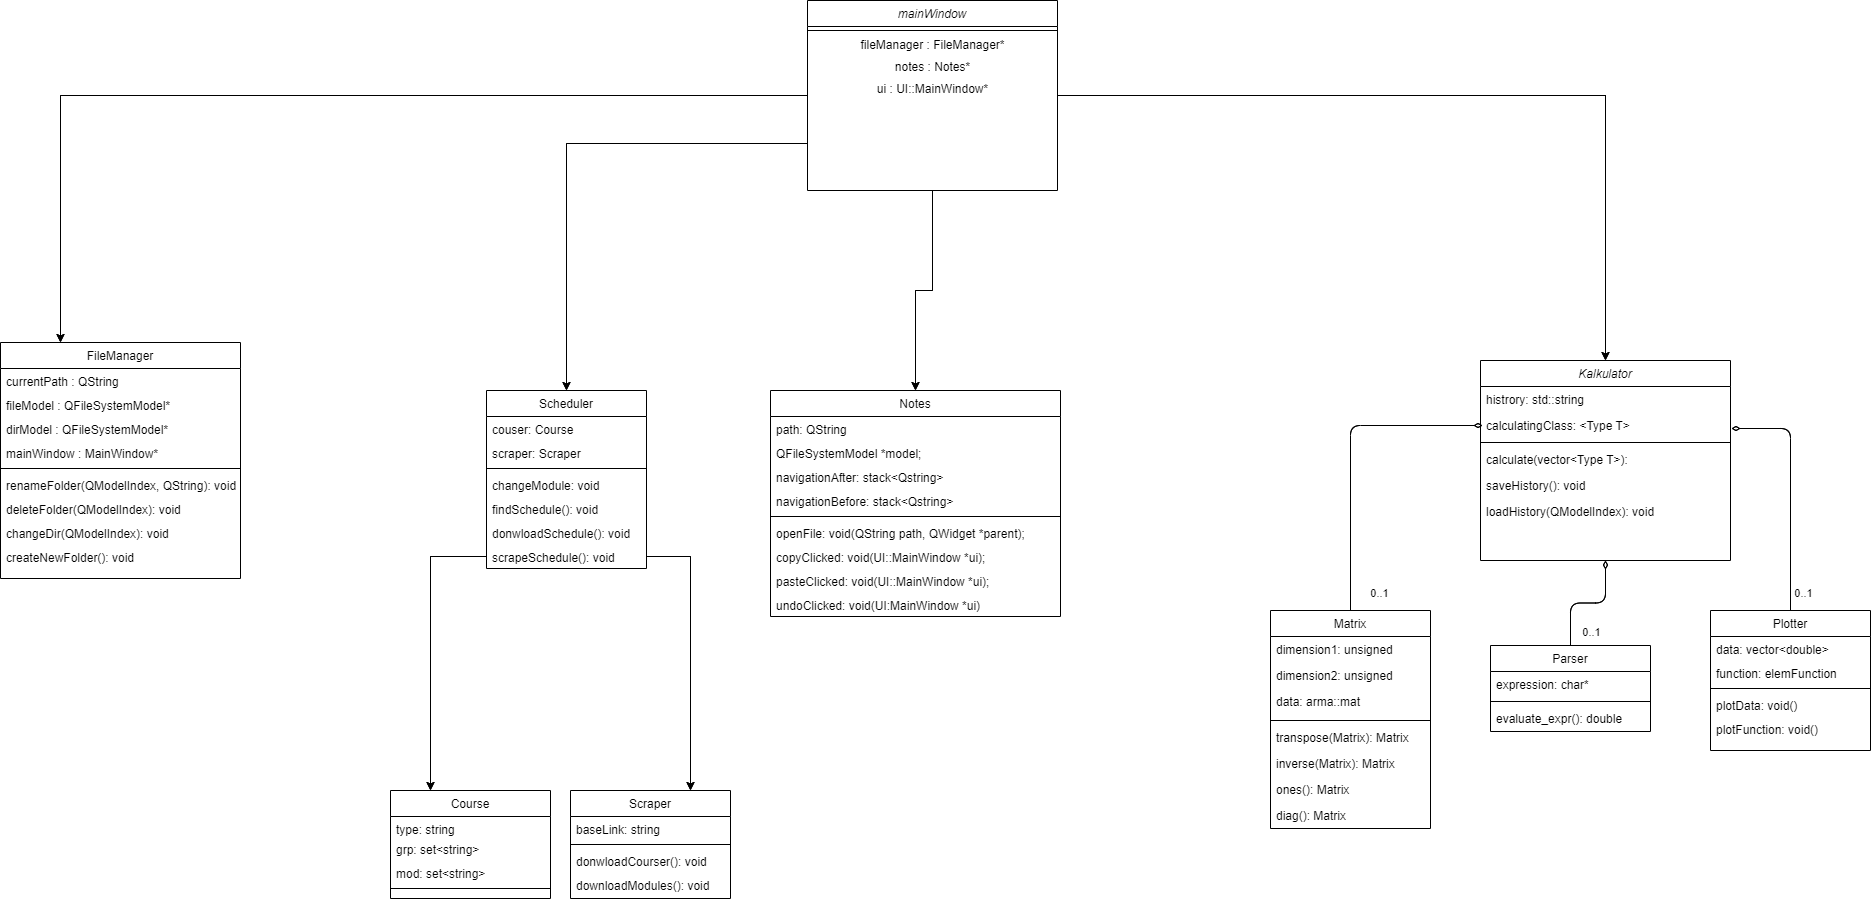 mainWindow
fileManager : FileManager*
notes : Notes*
ui : UI::MainWindow*
FileManager
currentPath : QString
fileModel : QFileSystemModel*
dirModel : QFileSystemModel*
mainWindow : MainWindow*
renameFolder(QModelIndex, QString): void
deleteFolder(QModelIndex): void
changeDir(QModelIndex): void
createNewFolder(): void
Scheduler
couser: Course
scraper: Scraper
changeModule: void
findSchedule(): void
donwloadSchedule(): void
scrapeSchedule(): void
Notes
path: QString
QFileSystemModel *model;
navigationAfter: stack<Qstring>
navigationBefore: stack<Qstring>
openFile: void(QString path, QWidget *parent);
copyClicked: void(UI::MainWindow *ui);
pasteClicked: void(UI::MainWindow *ui);
undoClicked: void(UI:MainWindow *ui)
Kalkulator
histrory: std::string
calculatingClass: <Type T>
calculate(vector<Type T>):
saveHistory(): void
loadHistory(QModelIndex): void
0..1
0..1
0..1
Matrix
dimension1: unsigned
dimension2: unsigned
data: arma::mat
transpose(Matrix): Matrix
inverse(Matrix): Matrix
ones(): Matrix
diag(): Matrix
Parser
expression: char*
evaluate_expr(): double
Plotter
data: vector<double>
function: elemFunction
plotData: void()
plotFunction: void()
Course
type: string
grp: set<string>
mod: set<string>
Scraper
baseLink: string
donwloadCourser(): void
downloadModules(): void